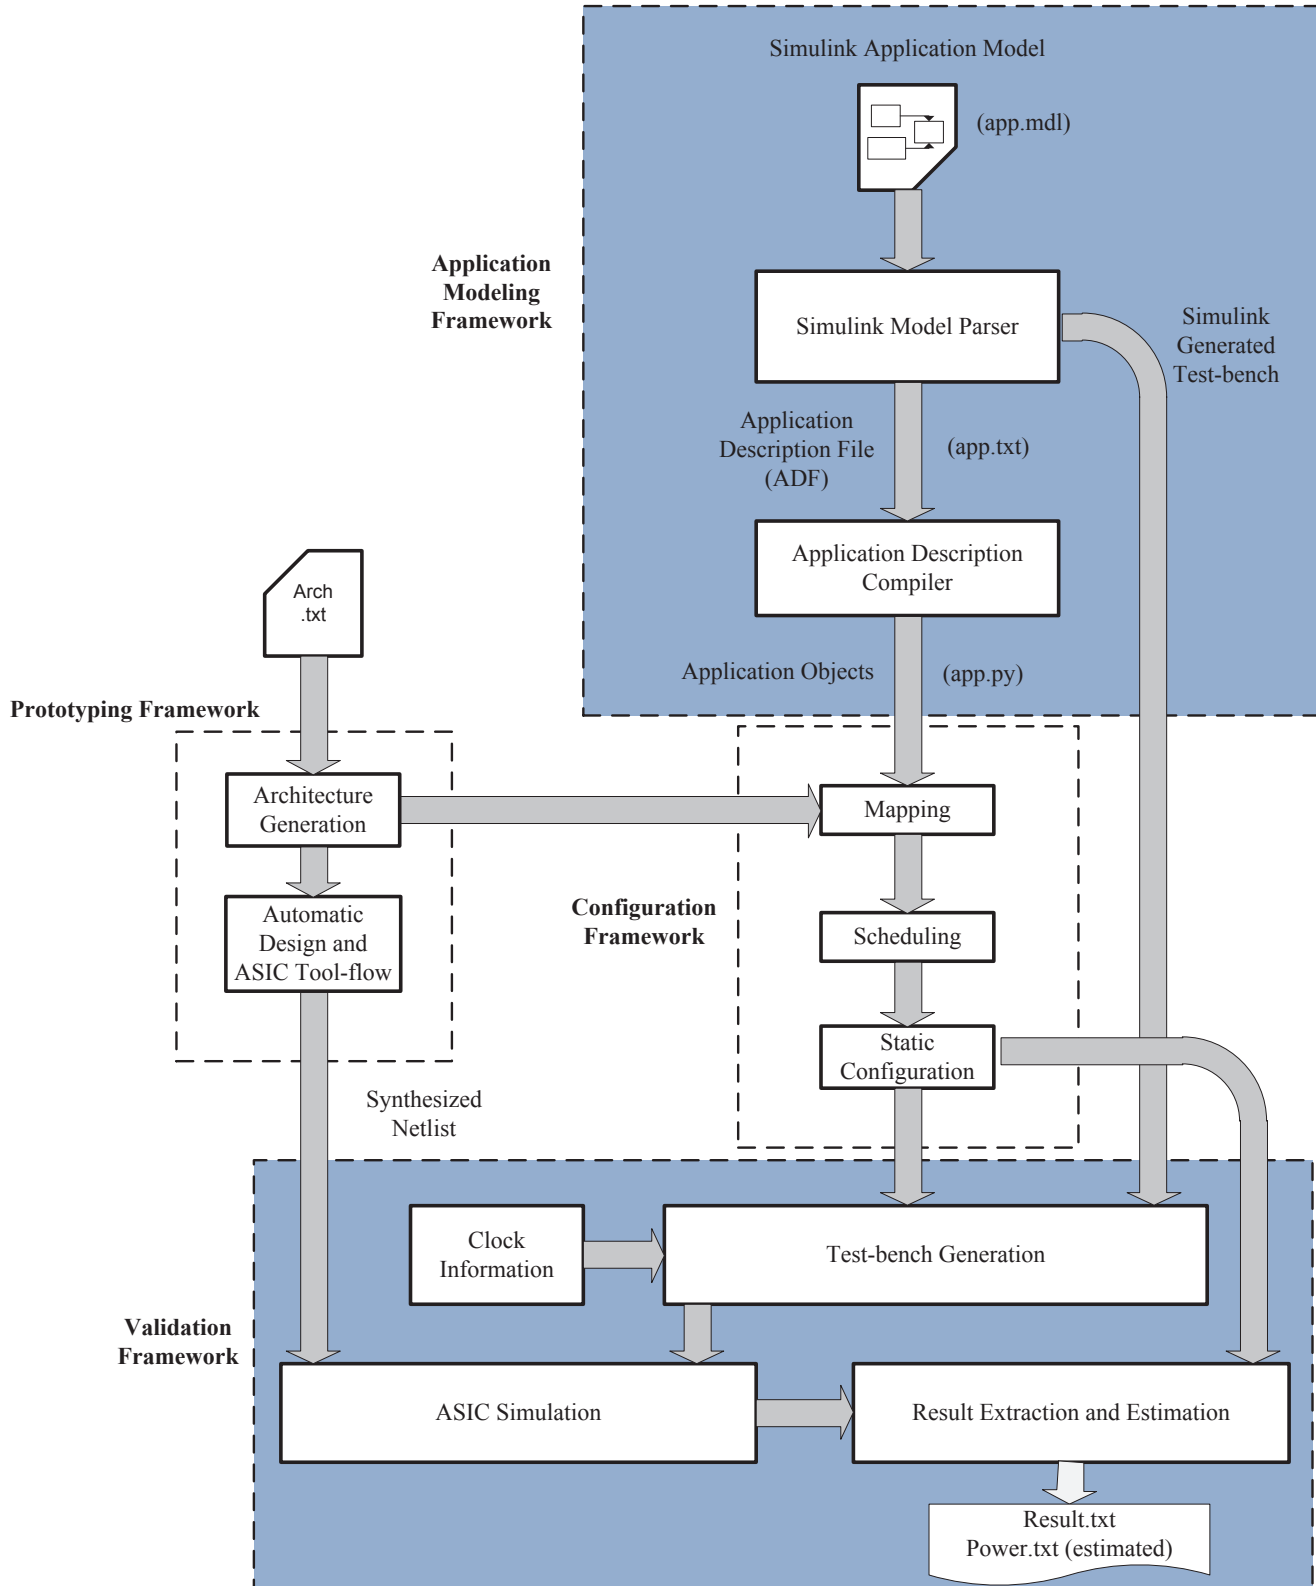 Simulink Application Model
(app.mdl)
Application
Modeling
Framework
Simulink Model Parser
Simulink
Generated
Test-bench
Application
Description File
(ADF)
(app.txt)
Application Description
Compiler
Arch
.txt
Application Objects
(app.py)
Prototyping Framework
Architecture
Generation
Mapping
Automatic
Design and
ASIC Tool-flow
Configuration
Framework
Scheduling
Static
Configuration
Synthesized
Netlist
Clock
Information
Test-bench Generation
Validation
Framework
ASIC Simulation
Result Extraction and Estimation
Result.txt
Power.txt (estimated)